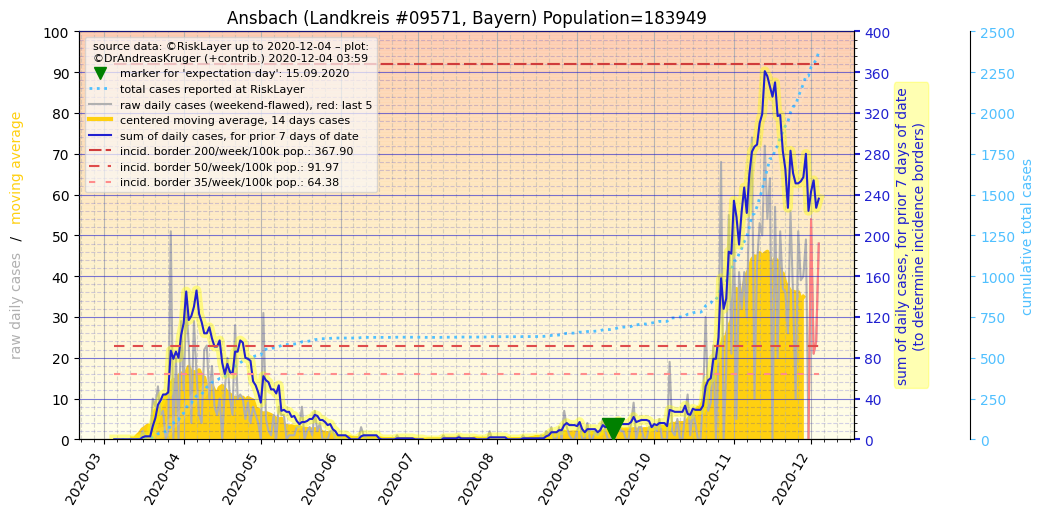 Ansbach (Landkreis #09571, Bayern) Population=183949
source data: ©RiskLayer up to 2020-12-04 – plot:
©DrAndreasKruger (+contrib.) 2020-12-04 03:59
marker for 'expectation day': 15.09.2020
total cases reported at RiskLayer
raw daily cases (weekend-flawed), red: last 5
centered moving average, 14 days cases
sum of daily cases, for prior 7 days of date
incid. border 200/week/100k pop.: 367.90
incid. border 50/week/100k pop.: 91.97
incid. border 35/week/100k pop.: 64.38
raw daily cases / moving average
100
90
80
70
60
50
40
30
20
10
0
400
360
320
280
240
200
160
120
80
40
0
sum of daily cases, for prior 7 days of date
(to determine incidence borders)
2500
2250
2000
1750
1500
1250
1000
750
500
250
0
cumulative total cases
2020-03
2020-04
2020-05
2020-06
2020-07
2020-08
2020-09
2020-10
2020-11
2020-12